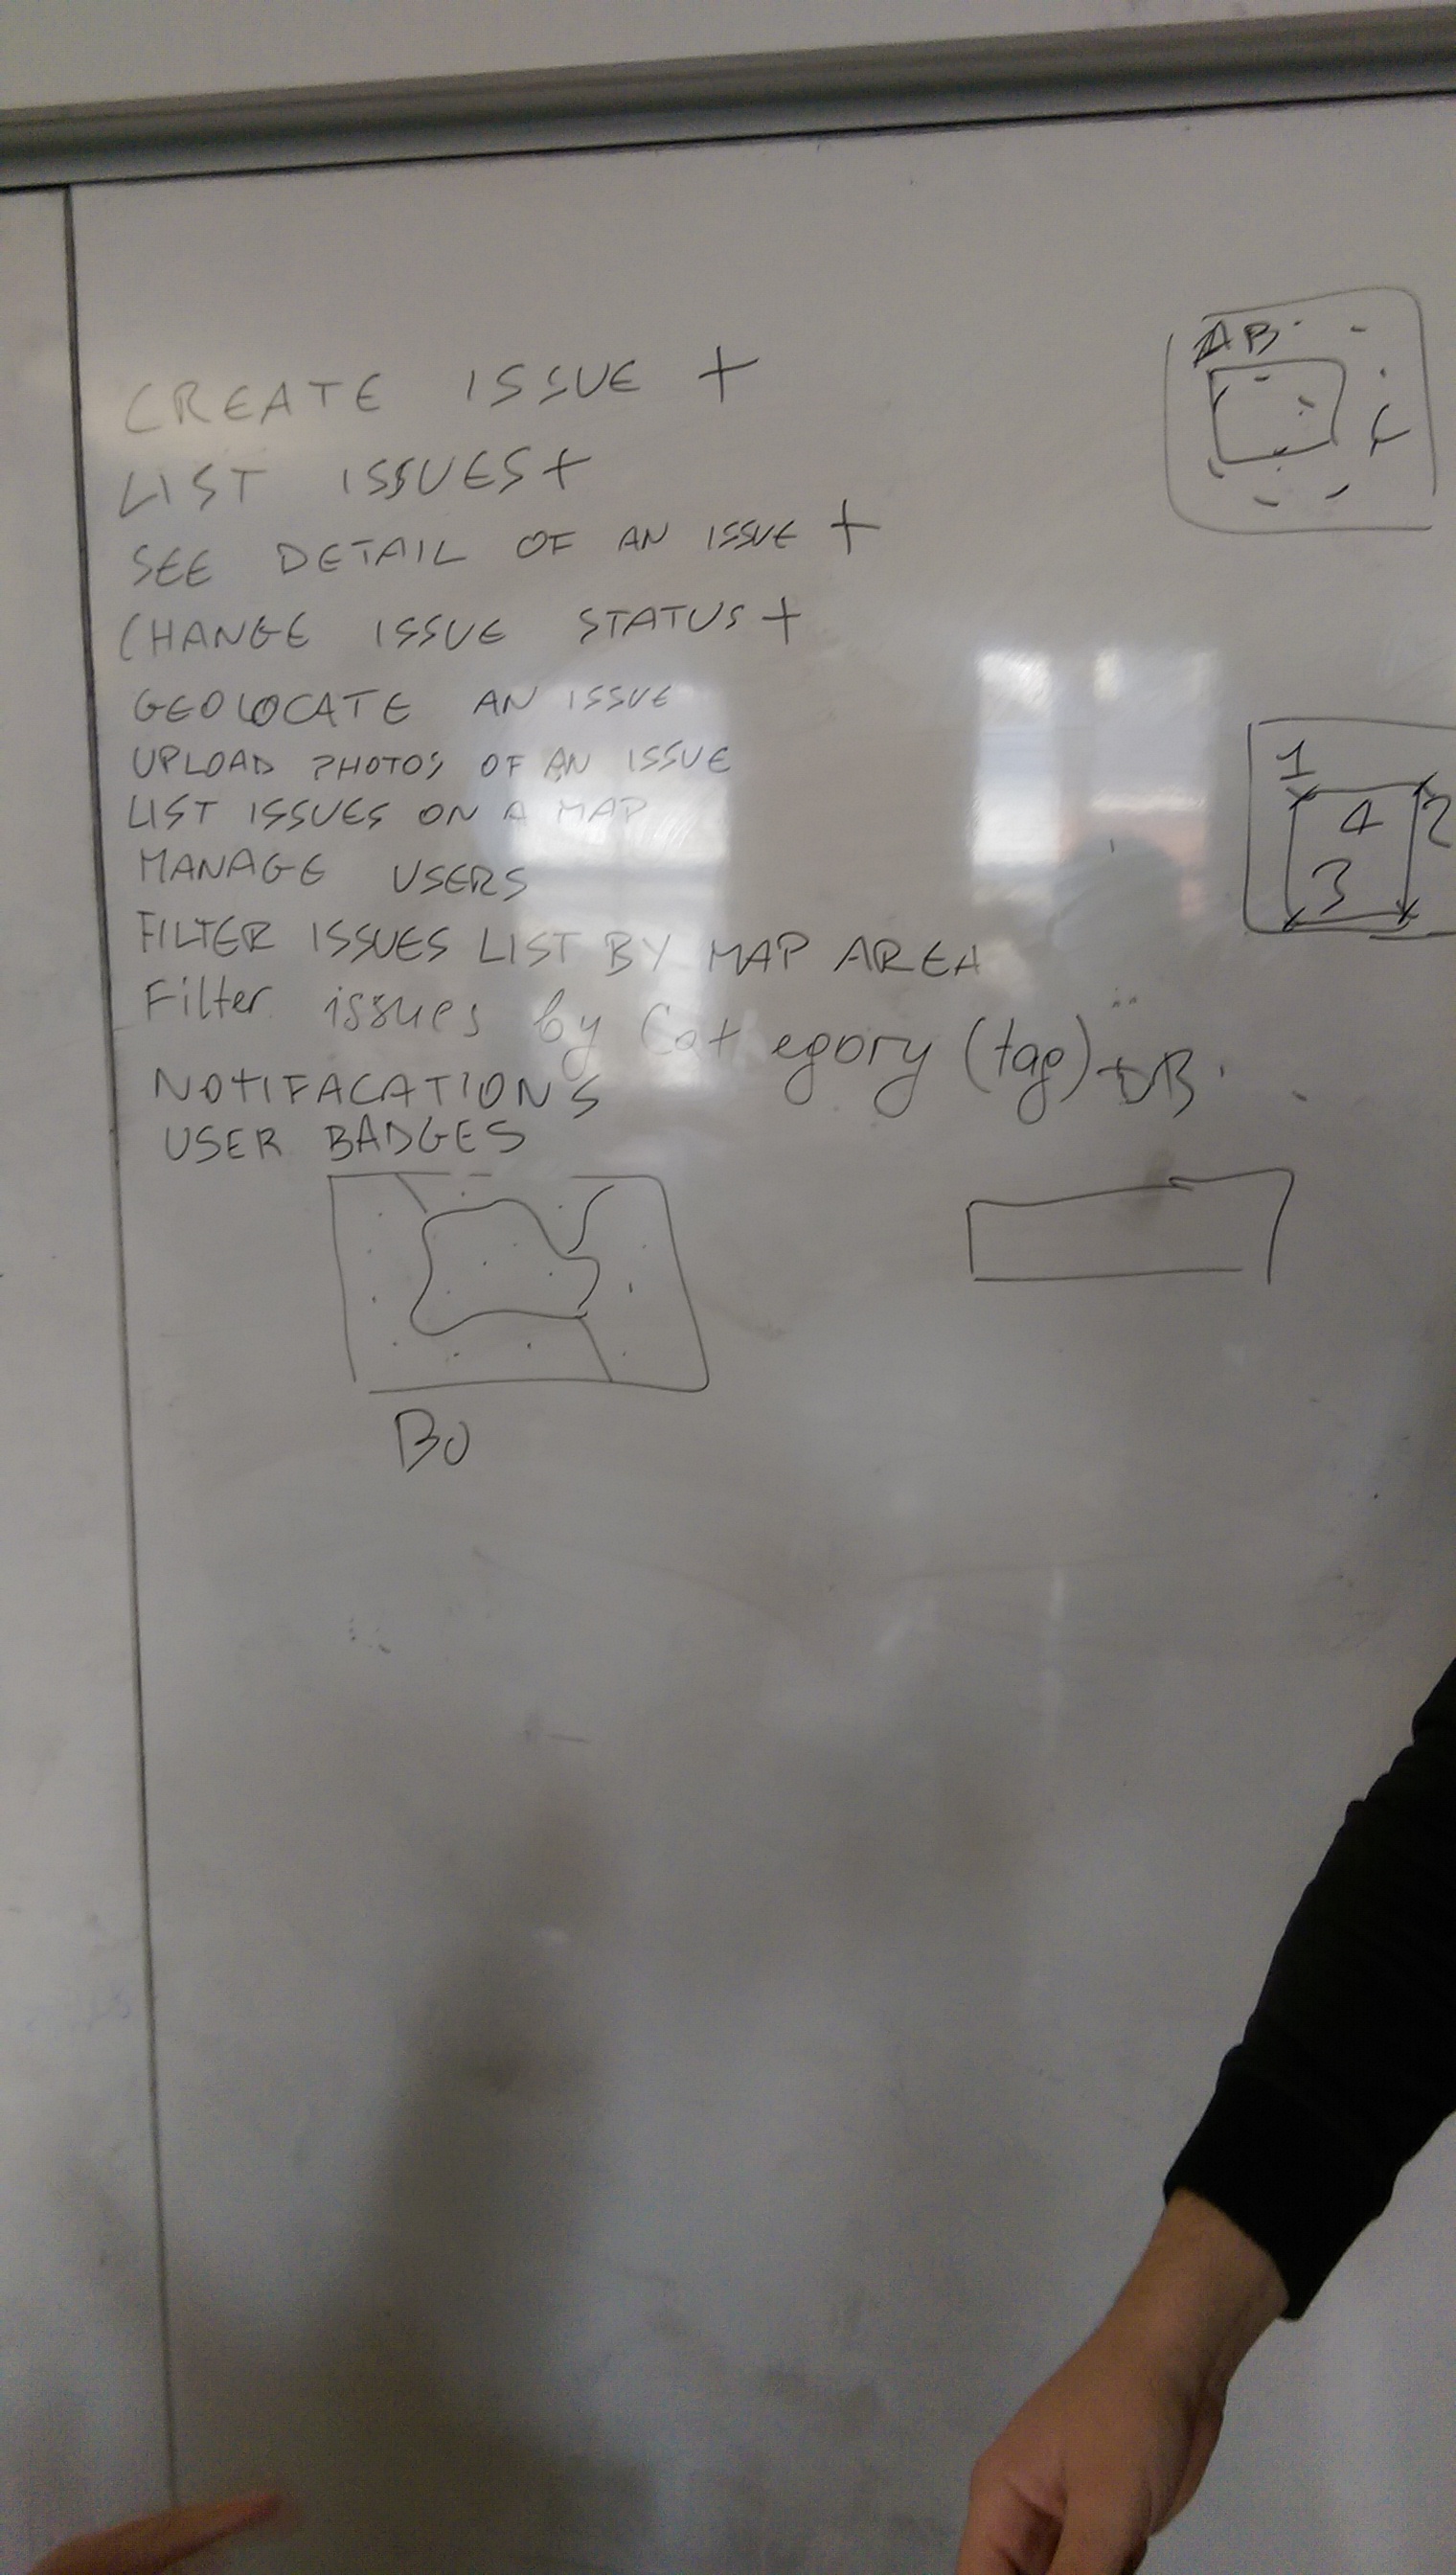 CREATE ISSUE +
LIST ISSUES +
SEE DETAIL OF AN ISSUE +
CHANGE ISSUE STATUS +
GEOLOCATE AN ISSUE
UPLOAD PHOTOS OF AN ISSUE
LIST ISSUES ON A MAP
MANAGE USERS
FILTER ISSUES LIST BY MAP AREA
Filter issues by Category (tag)
NOTIFACATIONS
USER BADGES
AB
1
2
4
3